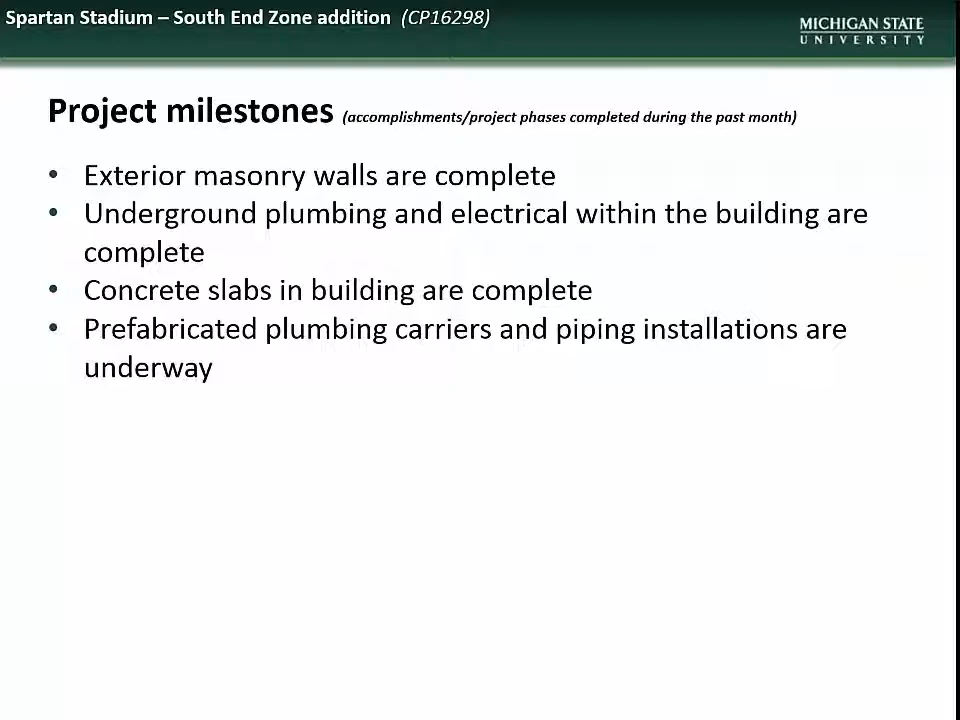 Spartan Stadium – South End Zone addition (CP16298)
MICHIGAN STATE
UNIVERSITY
Project milestones (accomplishments/project phases completed during the past month)
• Exterior masonry walls are complete
• Underground plumbing and electrical within the building are
complete
• Concrete slabs in building are complete
• Prefabricated plumbing carriers and piping installations are
underway